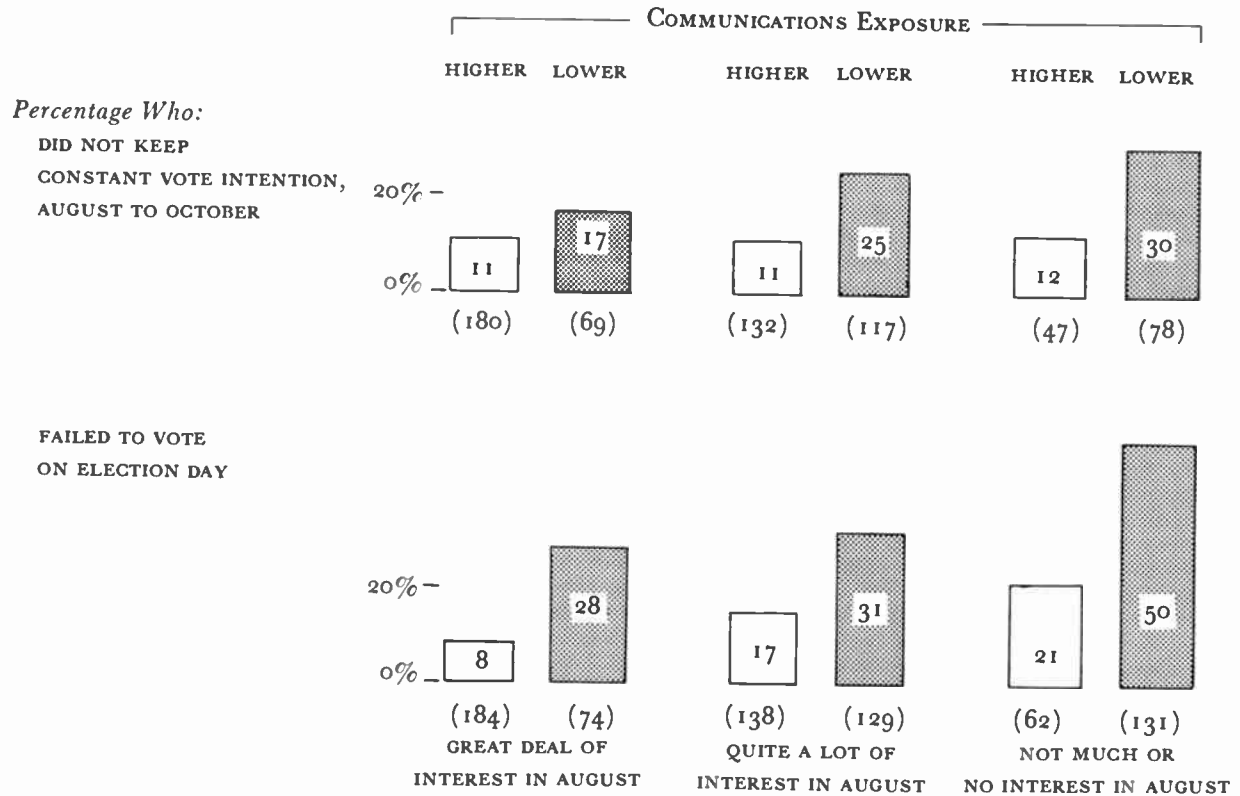 COMMUNICATIONS EXPOSURE
HIGHER LOWER HIGHER LOWER HIGHER LOWER
Percentage Who:
DID NOT KEEP
CONSTANT VOTE INTENTION,
AUGUST TO OCTOBER
20%
0%
11 17 11 25 12 30
(180) (69) (132) (117) (47) (78)
FAILED TO VOTE
ON ELECTION DAY
20%
0%
8 28 17 31 21 50
(184) (74) (138) (129) (62) (131)
GREAT DEAL OF
INTEREST IN AUGUST
QUITE A LOT OF
INTEREST IN AUGUST
NOT MUCH OR
NO INTEREST IN AUGUST